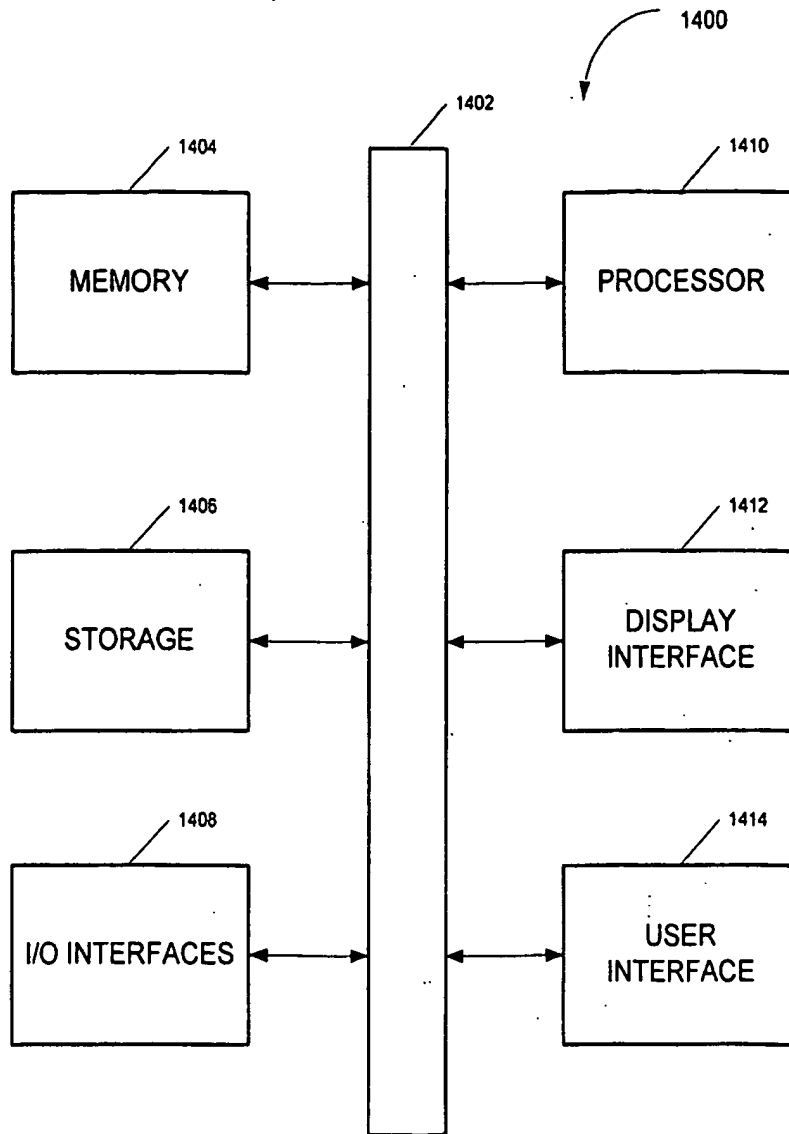 1400
1402
1404
1410
MEMORY
PROCESSOR
1406
1412
STORAGE
DISPLAY
INTERFACE
1408
1414
I/O INTERFACES
USER
INTERFACE